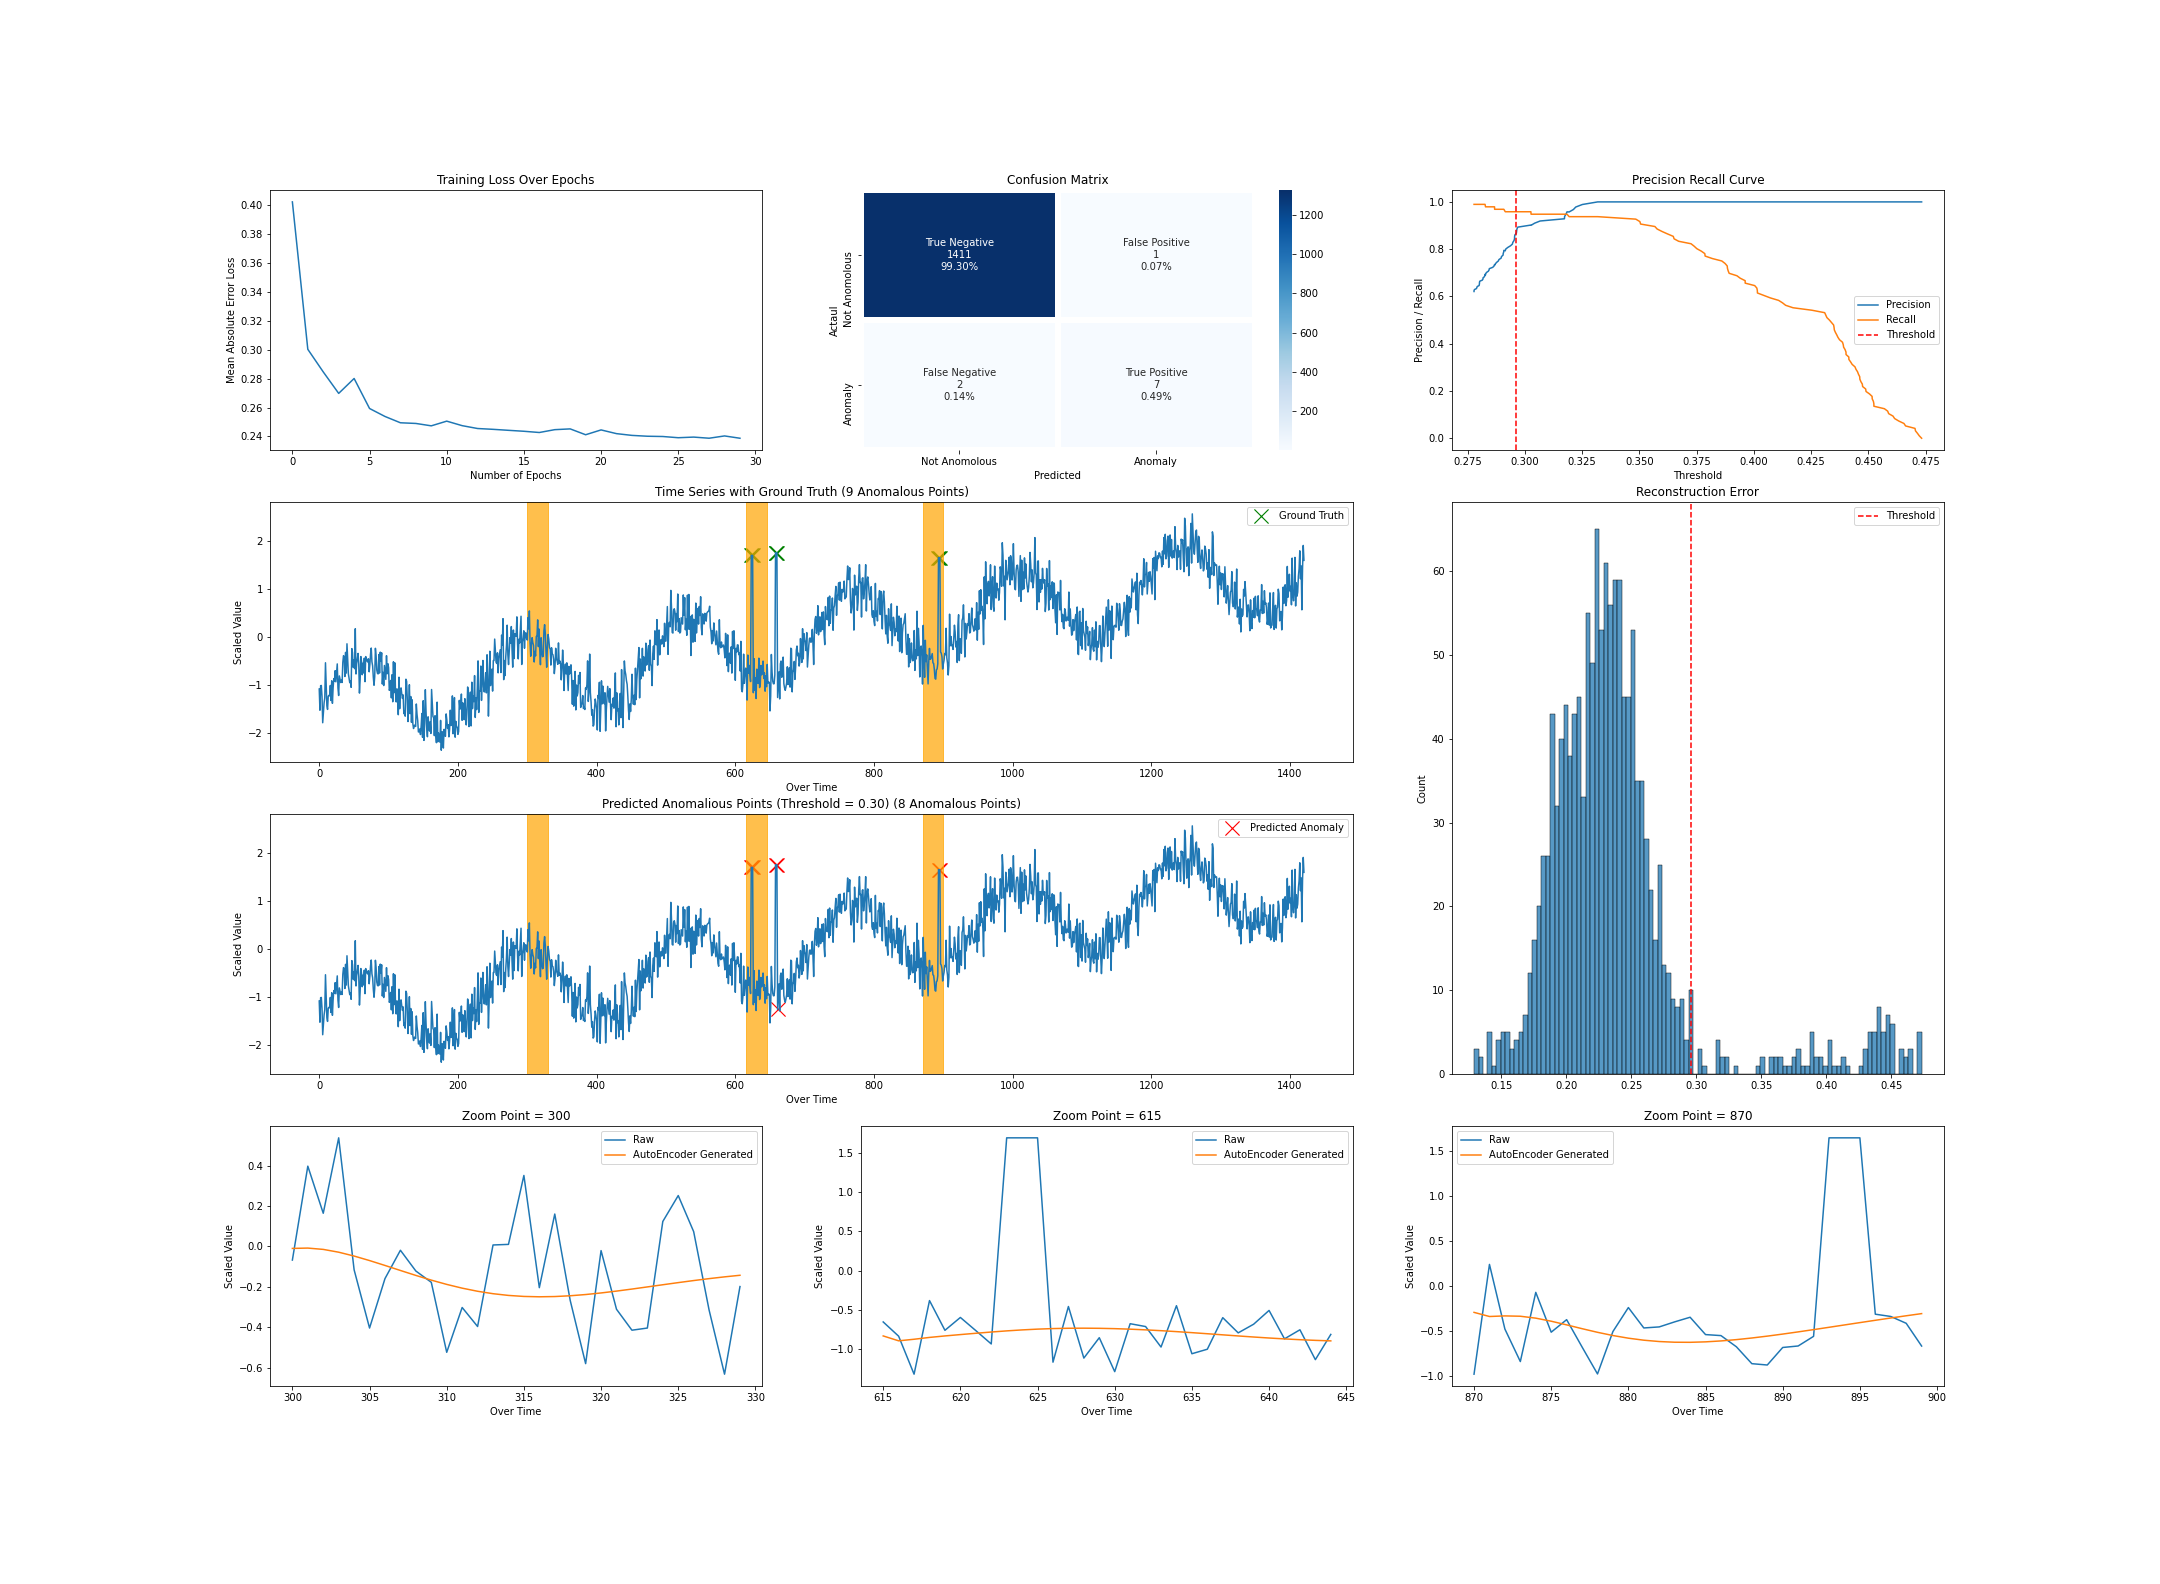 Training Loss Over Epochs
Mean Absolute Error Loss
0.40
0.38
0.36
0.34
0.32
0.30
0.28
0.26
0.24
0 5 10 15 20 25 30
Number of Epochs
Confusion Matrix
Actaul
Not Anomolous
Anomaly
True Negative
1411
99.30%
False Positive
1
0.07%
False Negative
2
0.14%
True Positive
7
0.49%
Not Anomolous Anomaly
Predicted
1200
1000
800
600
400
200
Precision Recall Curve
Precision / Recall
1.0
0.8
0.6
0.4
0.2
0.0
Precision
Recall
Threshold
0.275 0.300 0.325 0.350 0.375 0.400 0.425 0.450 0.475
Threshold
Time Series with Ground Truth (9 Anomalous Points)
Scaled Value
2
1
0
−1
−2
Ground Truth
0 200 400 600 800 1000 1200 1400
Over Time
Reconstruction Error
Count
60
50
40
30
20
10
0
Threshold
0.15 0.20 0.25 0.30 0.35 0.40 0.45
Predicted Anomalious Points (Threshold = 0.30) (8 Anomalous Points)
Scaled Value
2
1
0
−1
−2
Predicted Anomaly
0 200 400 600 800 1000 1200 1400
Over Time
Zoom Point = 300
Scaled Value
0.4
0.2
0.0
−0.2
−0.4
−0.6
Raw
AutoEncoder Generated
300 305 310 315 320 325 330
Over Time
Zoom Point = 615
Scaled Value
1.5
1.0
0.5
0.0
−0.5
−1.0
Raw
AutoEncoder Generated
615 620 625 630 635 640 645
Over Time
Zoom Point = 870
Scaled Value
1.5
1.0
0.5
0.0
−0.5
−1.0
Raw
AutoEncoder Generated
870 875 880 885 890 895 900
Over Time